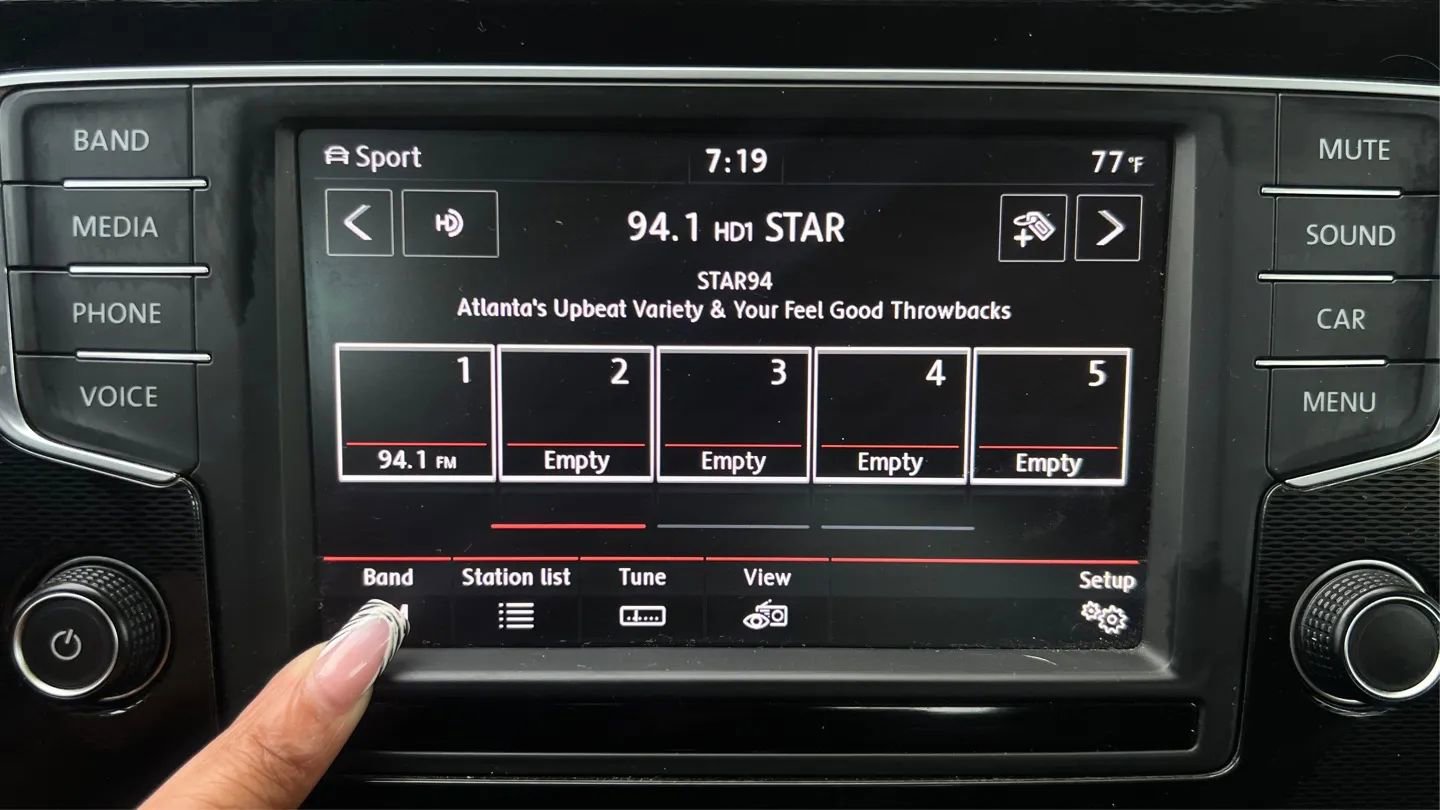 BAND
MEDIA
PHONE
VOICE
Sport 7:19 77°F
HD 94.1 HD1 STAR
STAR94
Atlanta's Upbeat Variety & Your Feel Good Throwbacks
1 2 3 4 5
94.1 FM Empty Empty Empty Empty
Band Station list Tune View Setup
MUTE
SOUND
CAR
MENU